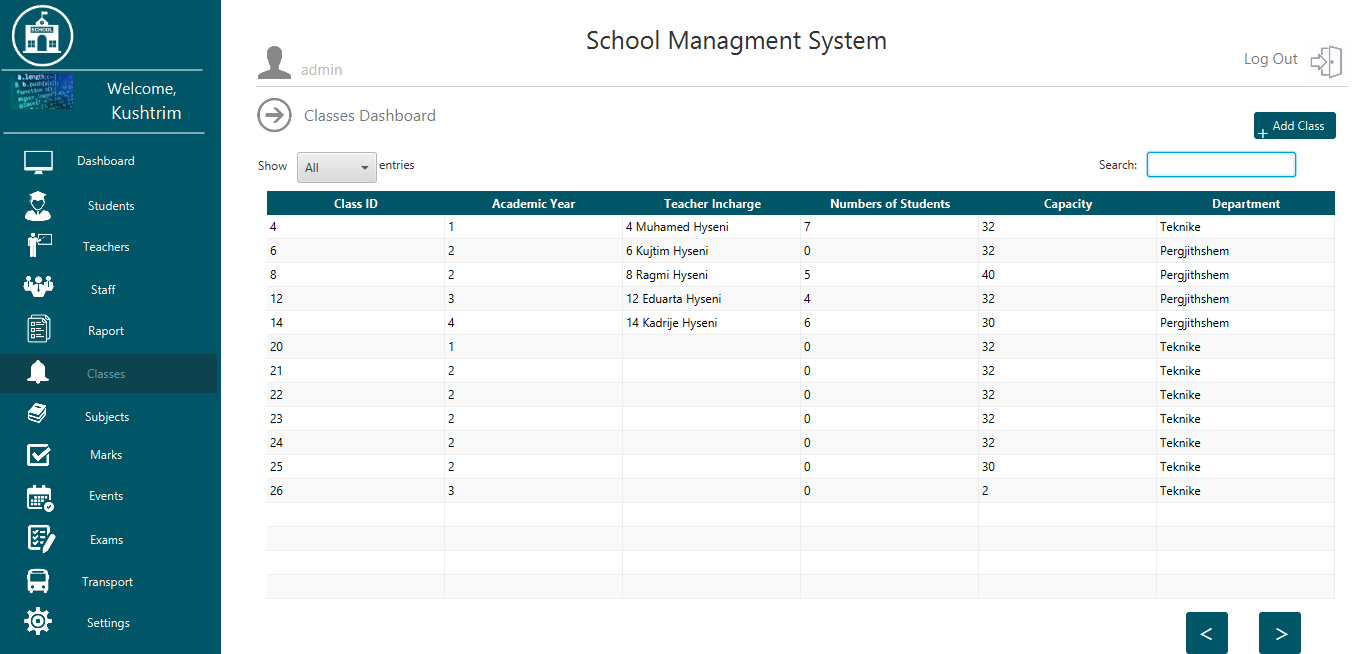 SCHOOL
School Managment System
admin
Log Out
Welcome,
Kushtrim
Classes Dashboard
+ Add Class
Show All entries
Search:
Dashboard
Students
Teachers
Staff
Raport
Classes
Subjects
Marks
Events
Exams
Transport
Settings
Class ID Academic Year Teacher Incharge Numbers of Students Capacity Department
4 1 4 Muhamed Hyseni 7 32 Teknike
6 2 6 Kujtim Hyseni 0 32 Pergjithshem
8 2 8 Ragmi Hyseni 5 40 Pergjithshem
12 3 12 Eduarta Hyseni 4 32 Pergjithshem
14 4 14 Kadrije Hyseni 6 30 Pergjithshem
20 1 0 32 Teknike
21 2 0 32 Teknike
22 2 0 32 Teknike
23 2 0 32 Teknike
24 2 0 32 Teknike
25 2 0 30 Teknike
26 3 0 2 Teknike
< >